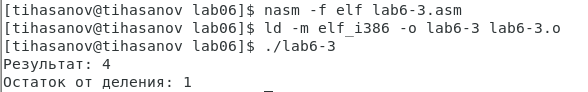 [tihasanov@tihasanov lab06]$ nasm -f elf lab6-3.asm
[tihasanov@tihasanov lab06]$ ld -m elf_i386 -o lab6-3 lab6-3.o
[tihasanov@tihasanov lab06]$ ./lab6-3
Результат: 4
Остаток от деления: 1